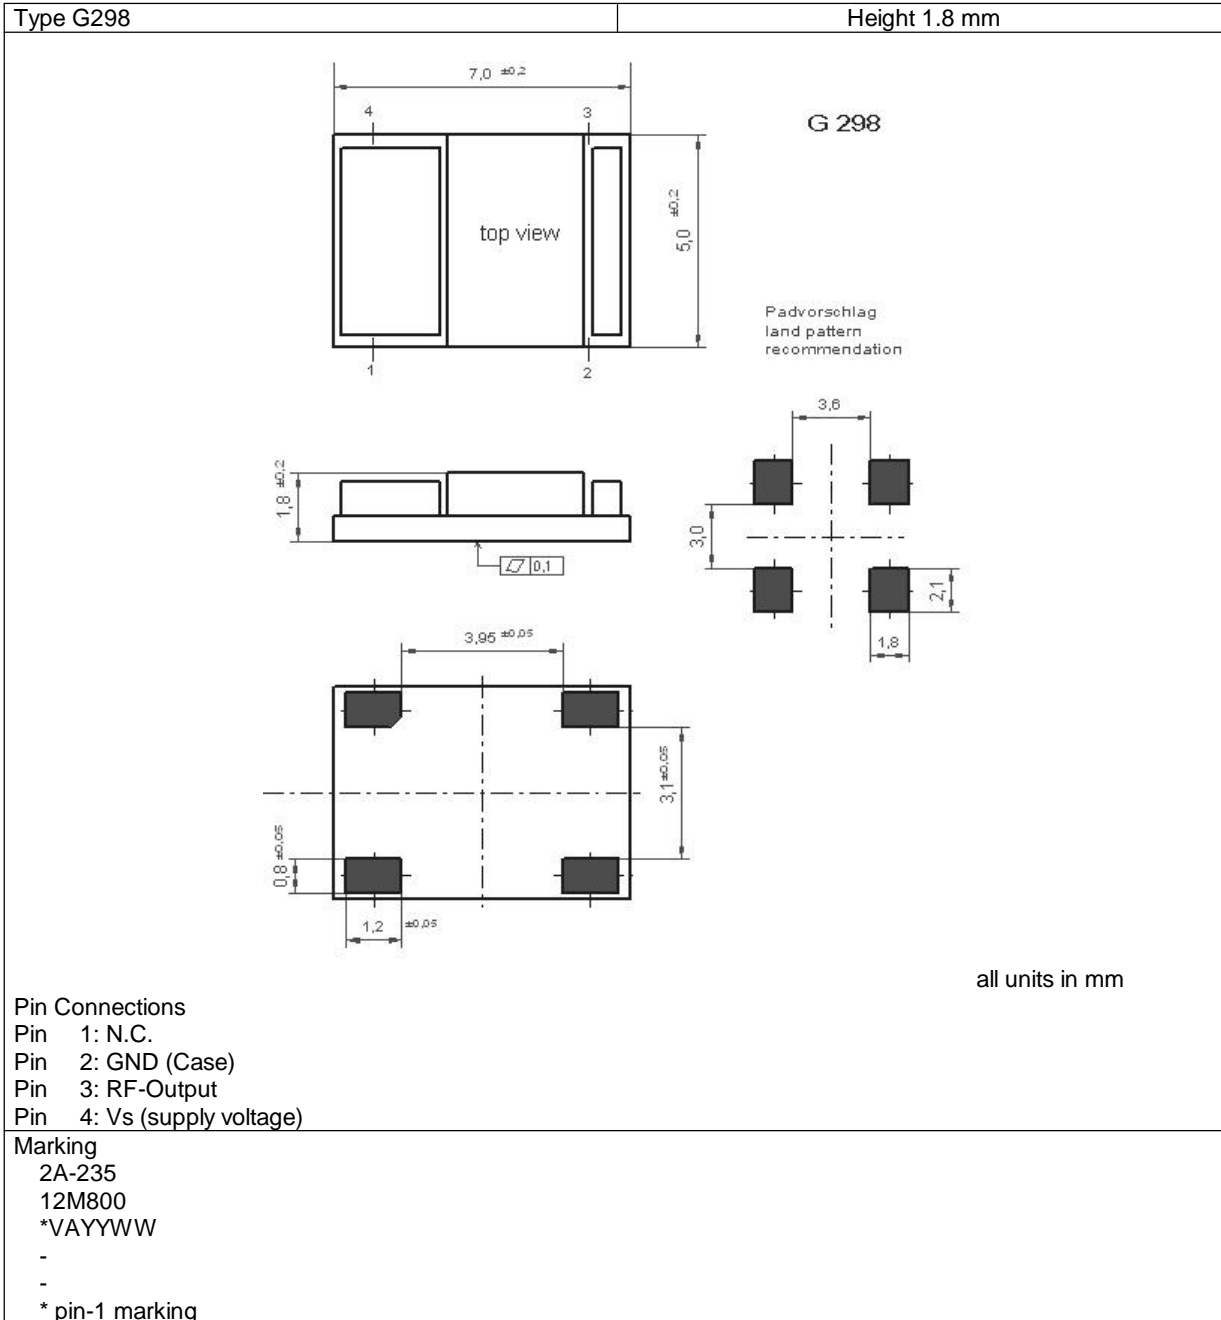 Type G298 Height 1.8 mm
7,0 ±0,2
4 3
G 298
top view
5,0 ±0,2
1 2
Padvorschlag
land pattern
recommendation
3,6
1,8 ±0,2
3,0
0,1
2,1
1,8
3,95 ±0,05
3,1 ±0,05
0,8 ±0,05
1,2 ±0,05
all units in mm
Pin Connections
Pin 1: N.C.
Pin 2: GND (Case)
Pin 3: RF-Output
Pin 4: Vs (supply voltage)
Marking
2A-235
12M800
*VAYYWW
-
-
* pin-1 marking